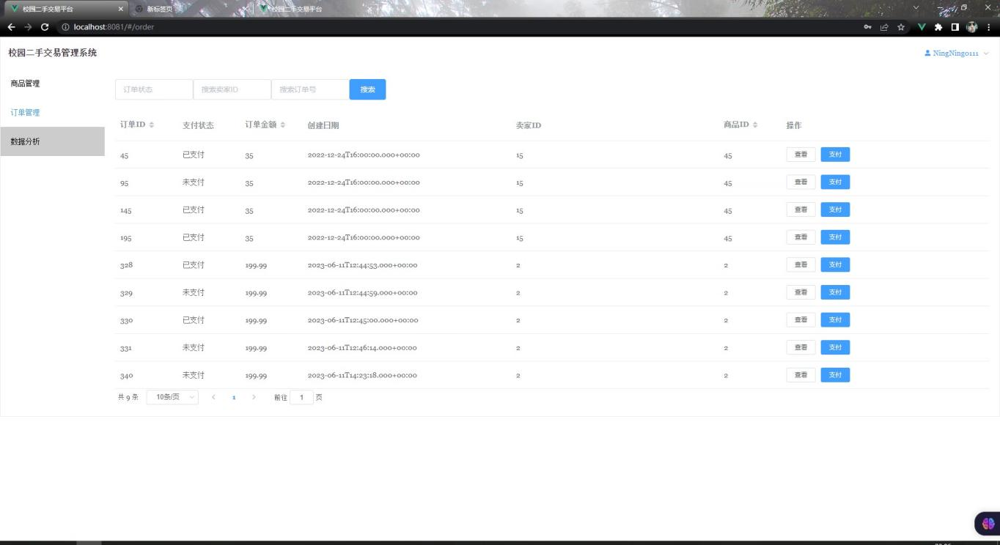 校园二手交易平台 新标签页 校园二手交易平台
localhost:8081/#/order
校园二手交易管理系统 NingNing0111
商品管理
订单管理
数据分析
订单状态 搜索卖家ID 搜索订单号 搜索
订单ID 支付状态 订单金额 创建日期 卖家ID 商品ID 操作
45 已支付 35 2022-12-24T16:00:00.000+00:00 15 45 查看 支付
95 未支付 35 2022-12-24T16:00:00.000+00:00 15 45 查看 支付
145 已支付 35 2022-12-24T16:00:00.000+00:00 15 45 查看 支付
195 已支付 35 2022-12-24T16:00:00.000+00:00 15 45 查看 支付
328 已支付 199.99 2023-06-11T12:44:53.000+00:00 2 2 查看 支付
329 未支付 199.99 2023-06-11T12:44:59.000+00:00 2 2 查看 支付
330 已支付 199.99 2023-06-11T12:45:00.000+00:00 2 2 查看 支付
331 未支付 199.99 2023-06-11T12:46:14.000+00:00 2 2 查看 支付
340 未支付 199.99 2023-06-11T14:23:18.000+00:00 2 2 查看 支付
共 9 条 10条/页 1 前往 1 页